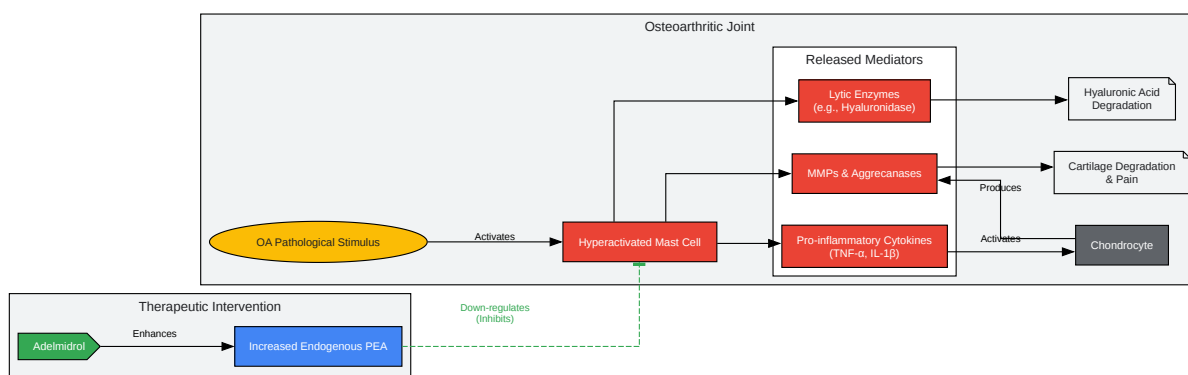 Osteoarthritic Joint
Released Mediators
Lytic Enzymes
(e.g., Hyaluronidase)
Hyaluronic Acid
Degradation
MMPs & Aggrecanases
Cartilage Degradation
& Pain
Produces
OA Pathological Stimulus
Activates
Hyperactivated Mast Cell
Pro-inflammatory Cytokines
(TNF-α, IL-1β)
Activates
Chondrocyte
Therapeutic Intervention
Adelmidrol
Enhances
Increased Endogenous PEA
Down-regulates
(Inhibits)